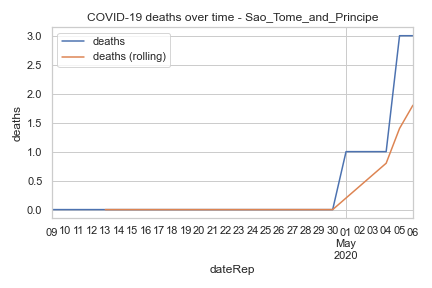 COVID-19 deaths over time - Sao_Tome_and_Principe
deaths
deaths (rolling)
3.0
2.5
2.0
1.5
1.0
0.5
0.0
deaths
09 10 11 12 13 14 15 16 17 18 19 20 21 22 23 24 25 26 27 28 29 30 01 02 03 04 05 06
May
2020
dateRep